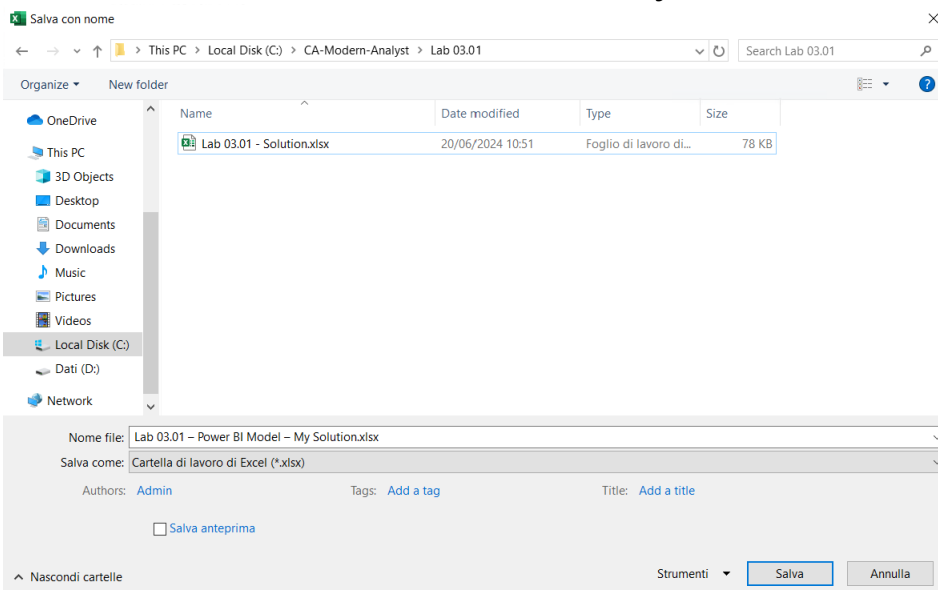 Salva con nome
This PC > Local Disk (C:) > CA-Modern-Analyst > Lab 03.01
Search Lab 03.01
Organize
New folder
Name
Date modified
Type
Size
OneDrive
Lab 03.01 - Solution.xlsx
20/06/2024 10:51
Foglio di lavoro di...
78 KB
This PC
3D Objects
Desktop
Documents
Downloads
Music
Pictures
Videos
Local Disk (C:)
Dati (D:)
Network
Nome file: Lab 03.01 – Power BI Model – My Solution.xlsx
Salva come: Cartella di lavoro di Excel (*.xlsx)
Authors: Admin
Tags: Add a tag
Title: Add a title
Salva anteprima
Nascondi cartelle
Strumenti
Salva
Annulla